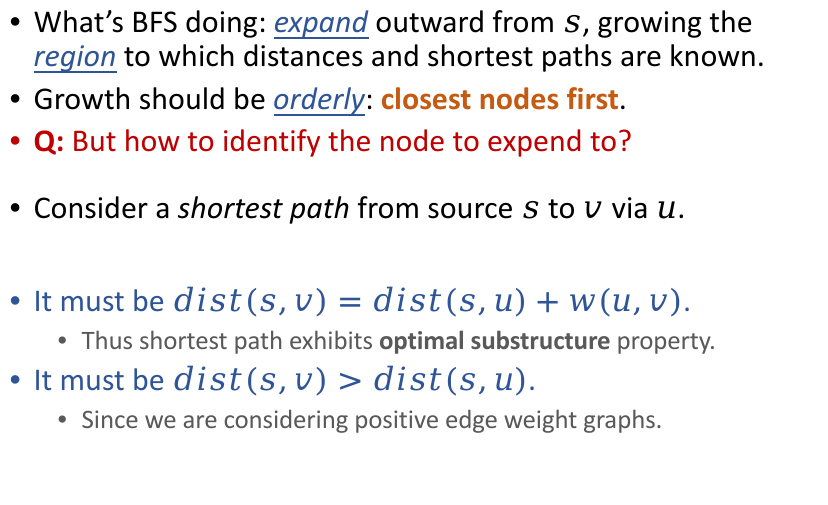 • What's BFS doing: expand outward from s, growing the
region to which distances and shortest paths are known.
• Growth should be orderly: closest nodes first.
• Q: But how to identify the node to expend to?
• Consider a shortest path from source s to v via u.
• It must be dist(s, v) = dist(s, u) + w(u, v).
• Thus shortest path exhibits optimal substructure property.
• It must be dist(s, v) > dist(s, u).
• Since we are considering positive edge weight graphs.